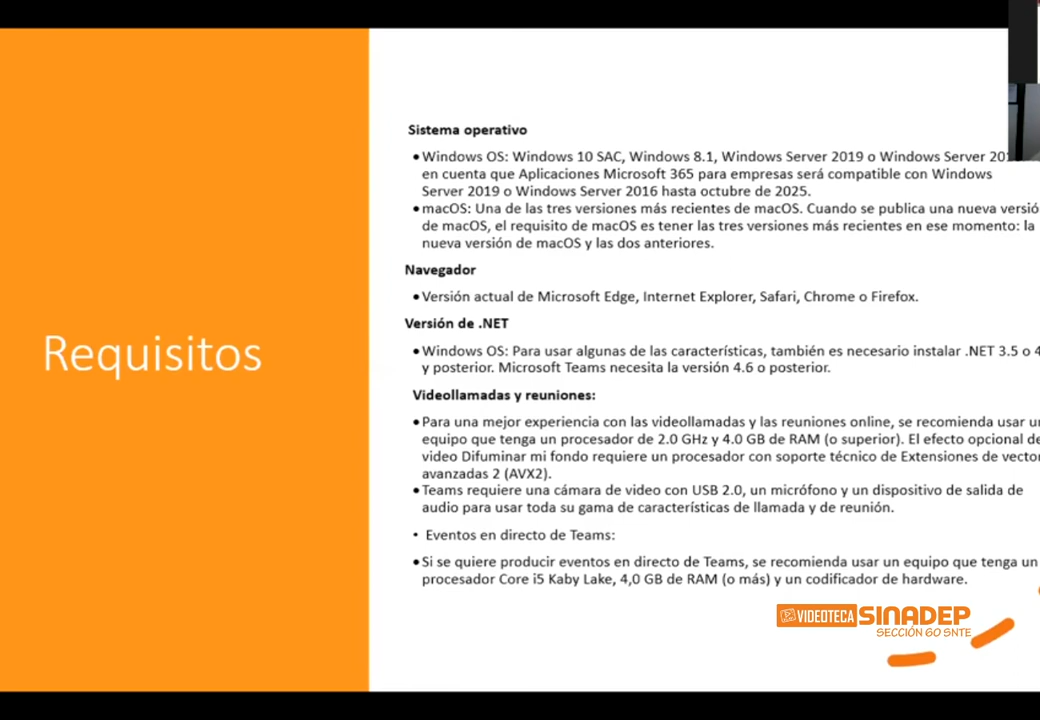 Requisitos
Sistema operativo
• Windows OS: Windows 10 SAC, Windows 8.1, Windows Server 2019 o Windows Server 20
en cuenta que Aplicaciones Microsoft 365 para empresas será compatible con Windows
Server 2019 o Windows Server 2016 hasta octubre de 2025.
• macOS: Una de las tres versiones más recientes de macOS. Cuando se publica una nueva versió
de macOS, el requisito de macOS es tener las tres versiones más recientes en ese momento: la
nueva versión de macOS y las dos anteriores.
Navegador
• Versión actual de Microsoft Edge, Internet Explorer, Safari, Chrome o Firefox.
Versión de .NET
• Windows OS: Para usar algunas de las características, también es necesario instalar .NET 3.5 o 4
y posterior. Microsoft Teams necesita la versión 4.6 o posterior.
Videollamadas y reuniones:
• Para una mejor experiencia con las videollamadas y las reuniones online, se recomienda usar un
equipo que tenga un procesador de 2.0 GHz y 4.0 GB de RAM (o superior). El efecto opcional de
video Difuminar mi fondo requiere un procesador con soporte técnico de Extensiones de vector
avanzadas 2 (AVX2).
• Teams requiere una cámara de video con USB 2.0, un micrófono y un dispositivo de salida de
audio para usar toda su gama de características de llamada y de reunión.
• Eventos en directo de Teams:
• Si se quiere producir eventos en directo de Teams, se recomienda usar un equipo que tenga un
procesador Core i5 Kaby Lake, 4,0 GB de RAM (o más) y un codificador de hardware.
VIDEOTECA SINADEP
SECCIÓN 60 SNTE